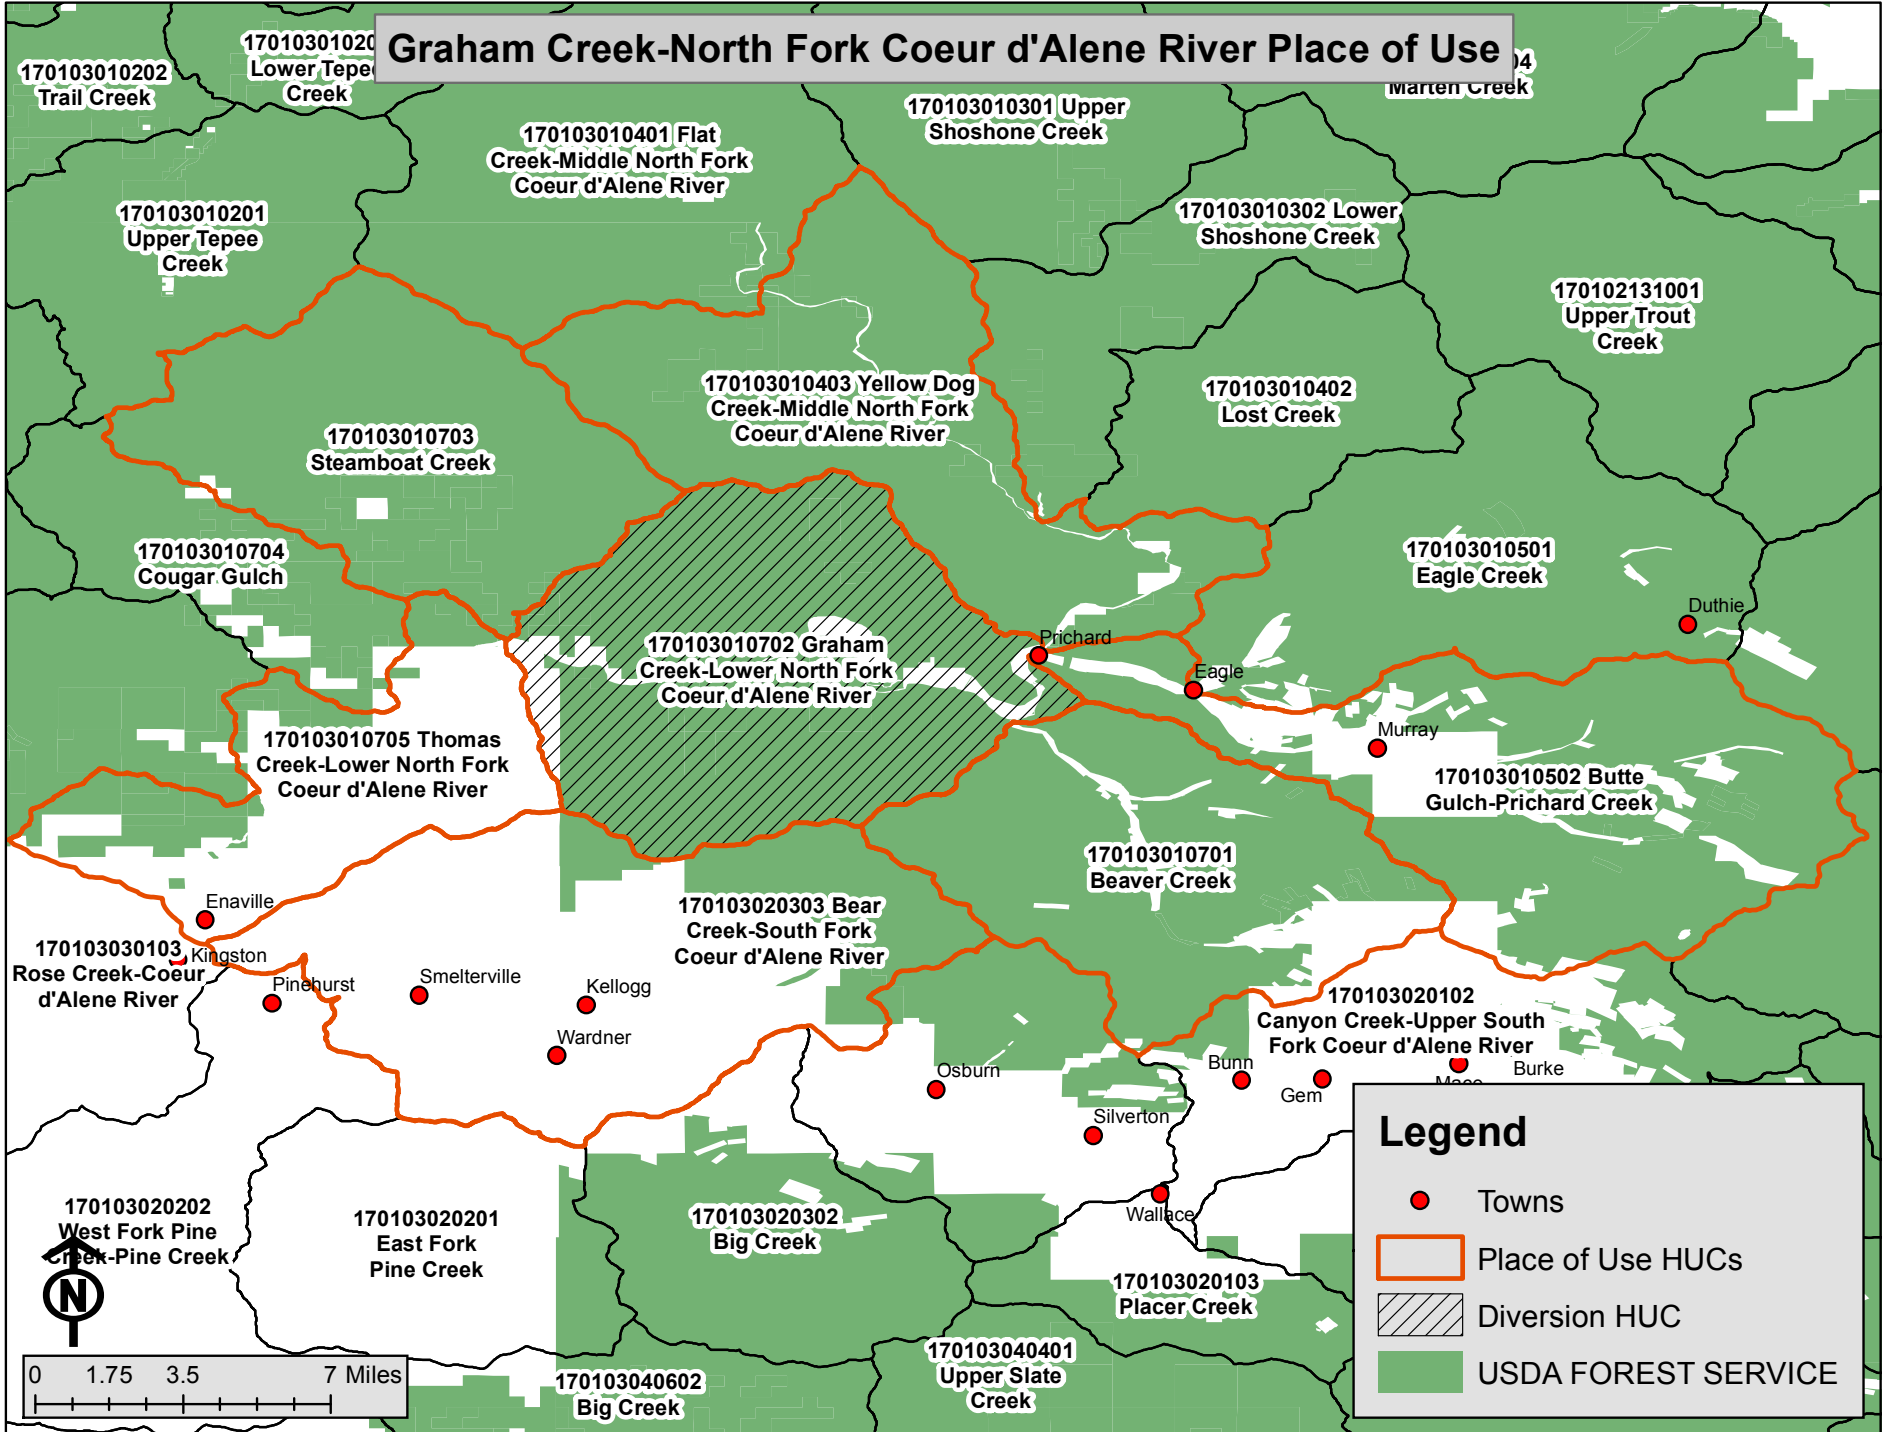 Graham Creek-North Fork Coeur d'Alene River Place of Use
170103010202
Trail Creek
Lower
Creek
Marten Creek
170103010301 Upper
Shoshone Creek
170103010401 Flat
Creek-Middle North Fork
Coeur d'Alene River
170103010201
Upper Tepee
Creek
170103010302 Lower
Shoshone Creek
170102131001
Upper Trout
Creek
170103010403 Yellow Dog
Creek-Middle North Fork
Coeur d'Alene River
170103010402
Lost Creek
170103010703
Steamboat Creek
170103010704
Cougar Gulch
170103010501
Eagle Creek
Duthie
Prichard
170103010702 Graham
Creek-Lower North Fork
Coeur d'Alene River
Eagle
Murray
170103010705 Thomas
Creek-Lower North Fork
Coeur d'Alene River
170103010502 Butte
Gulch-Prichard Creek
170103010701
Beaver Creek
Enaville
170103020303 Bear
Creek-South Fork
Coeur d'Alene River
170103030103
Rose Creek-Coeur
d'Alene River
Kingston
Pinehurst
Smelterville
Kellogg
Wardner
170103020102
Canyon Creek-Upper South
Fork Coeur d'Alene River
Osburn
Bunn
Gem
Burke
Silverton
Wallace
170103020202
West Fork Pine
Creek-Pine Creek
170103020201
East Fork
Pine Creek
170103020302
Big Creek
170103020103
Placer Creek
170103040401
Upper Slate
Creek
170103040602
Big Creek
N
0 1.75 3.5 7 Miles
Legend
Towns
Place of Use HUCs
Diversion HUC
USDA FOREST SERVICE